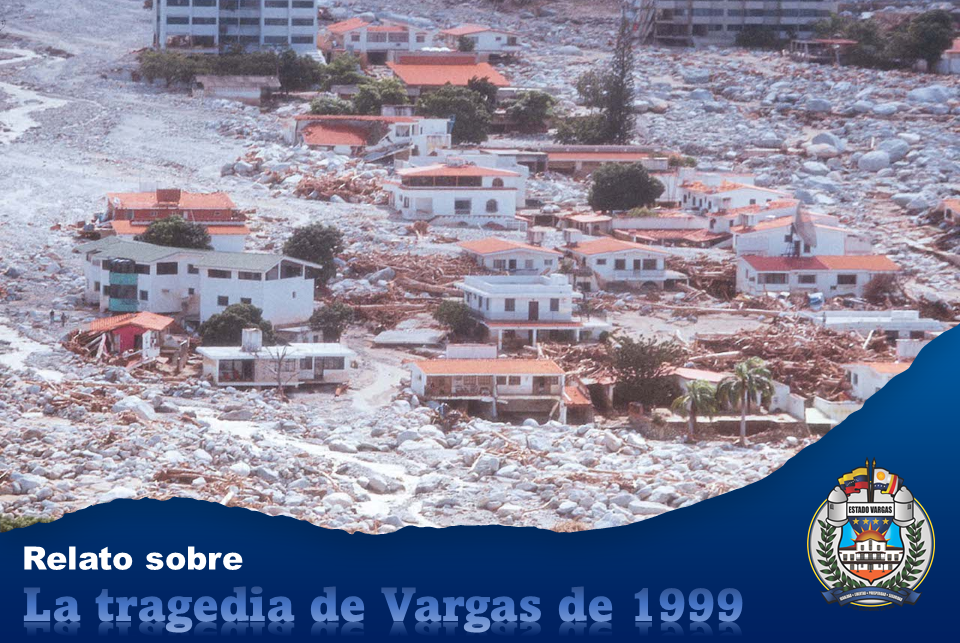 ESTADO VARGAS
Relato sobre
La tragedia de Vargas de 1999